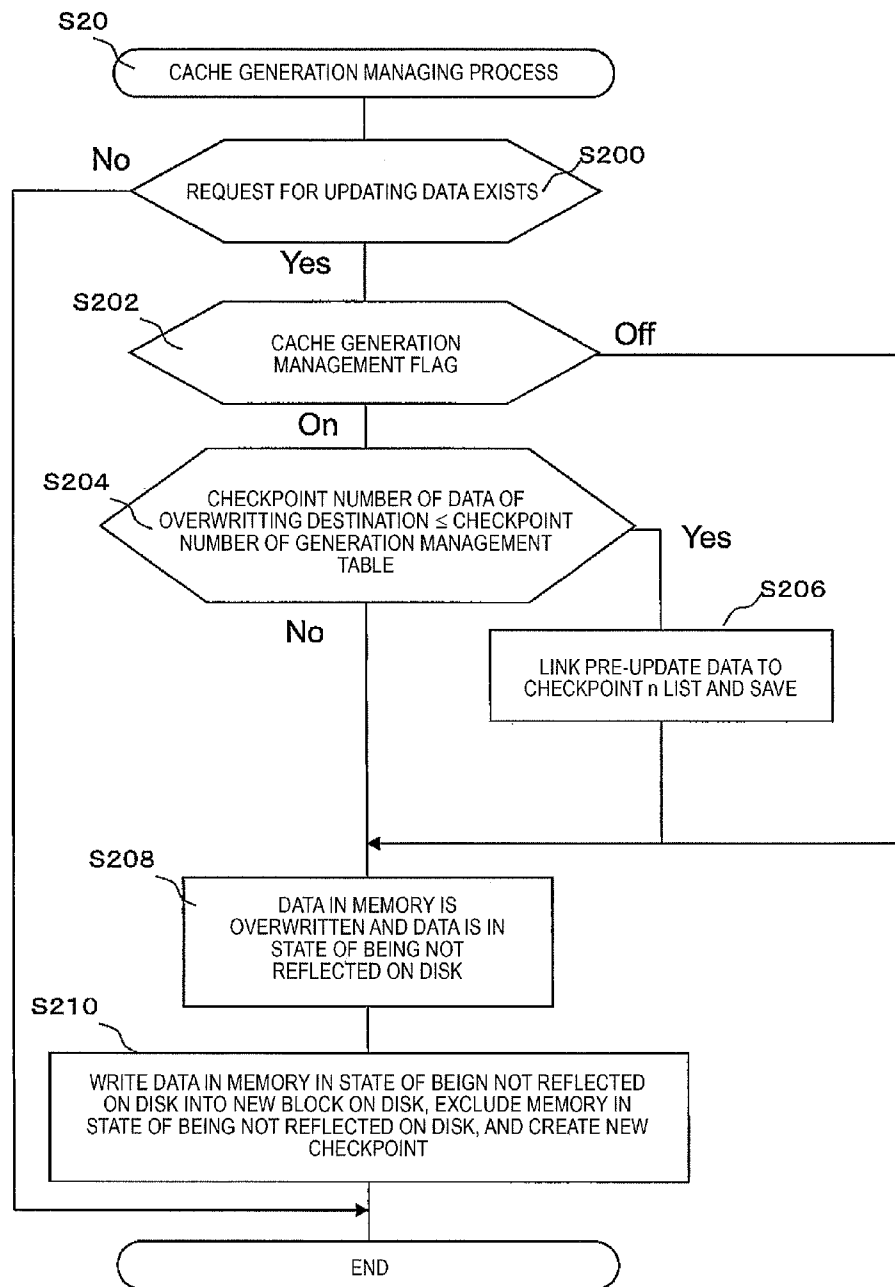 S20
CACHE GENERATION MANAGING PROCESS
No
S200
REQUEST FOR UPDATING DATA EXISTS
Yes
S202
CACHE GENERATION
MANAGEMENT FLAG
Off
On
S204
CHECKPOINT NUMBER OF DATA OF
OVERWRITTING DESTINATION ≤ CHECKPOINT
NUMBER OF GENERATION MANAGEMENT
TABLE
Yes
No
S206
LINK PRE-UPDATE DATA TO
CHECKPOINT n LIST AND SAVE
S208
DATA IN MEMORY IS
OVERWRITTEN AND DATA IS IN
STATE OF BEING NOT
REFLECTED ON DISK
S210
WRITE DATA IN MEMORY IN STATE OF BEIGN NOT REFLECTED
ON DISK INTO NEW BLOCK ON DISK, EXCLUDE MEMORY IN
STATE OF BEING NOT REFLECTED ON DISK, AND CREATE NEW
CHECKPOINT
END